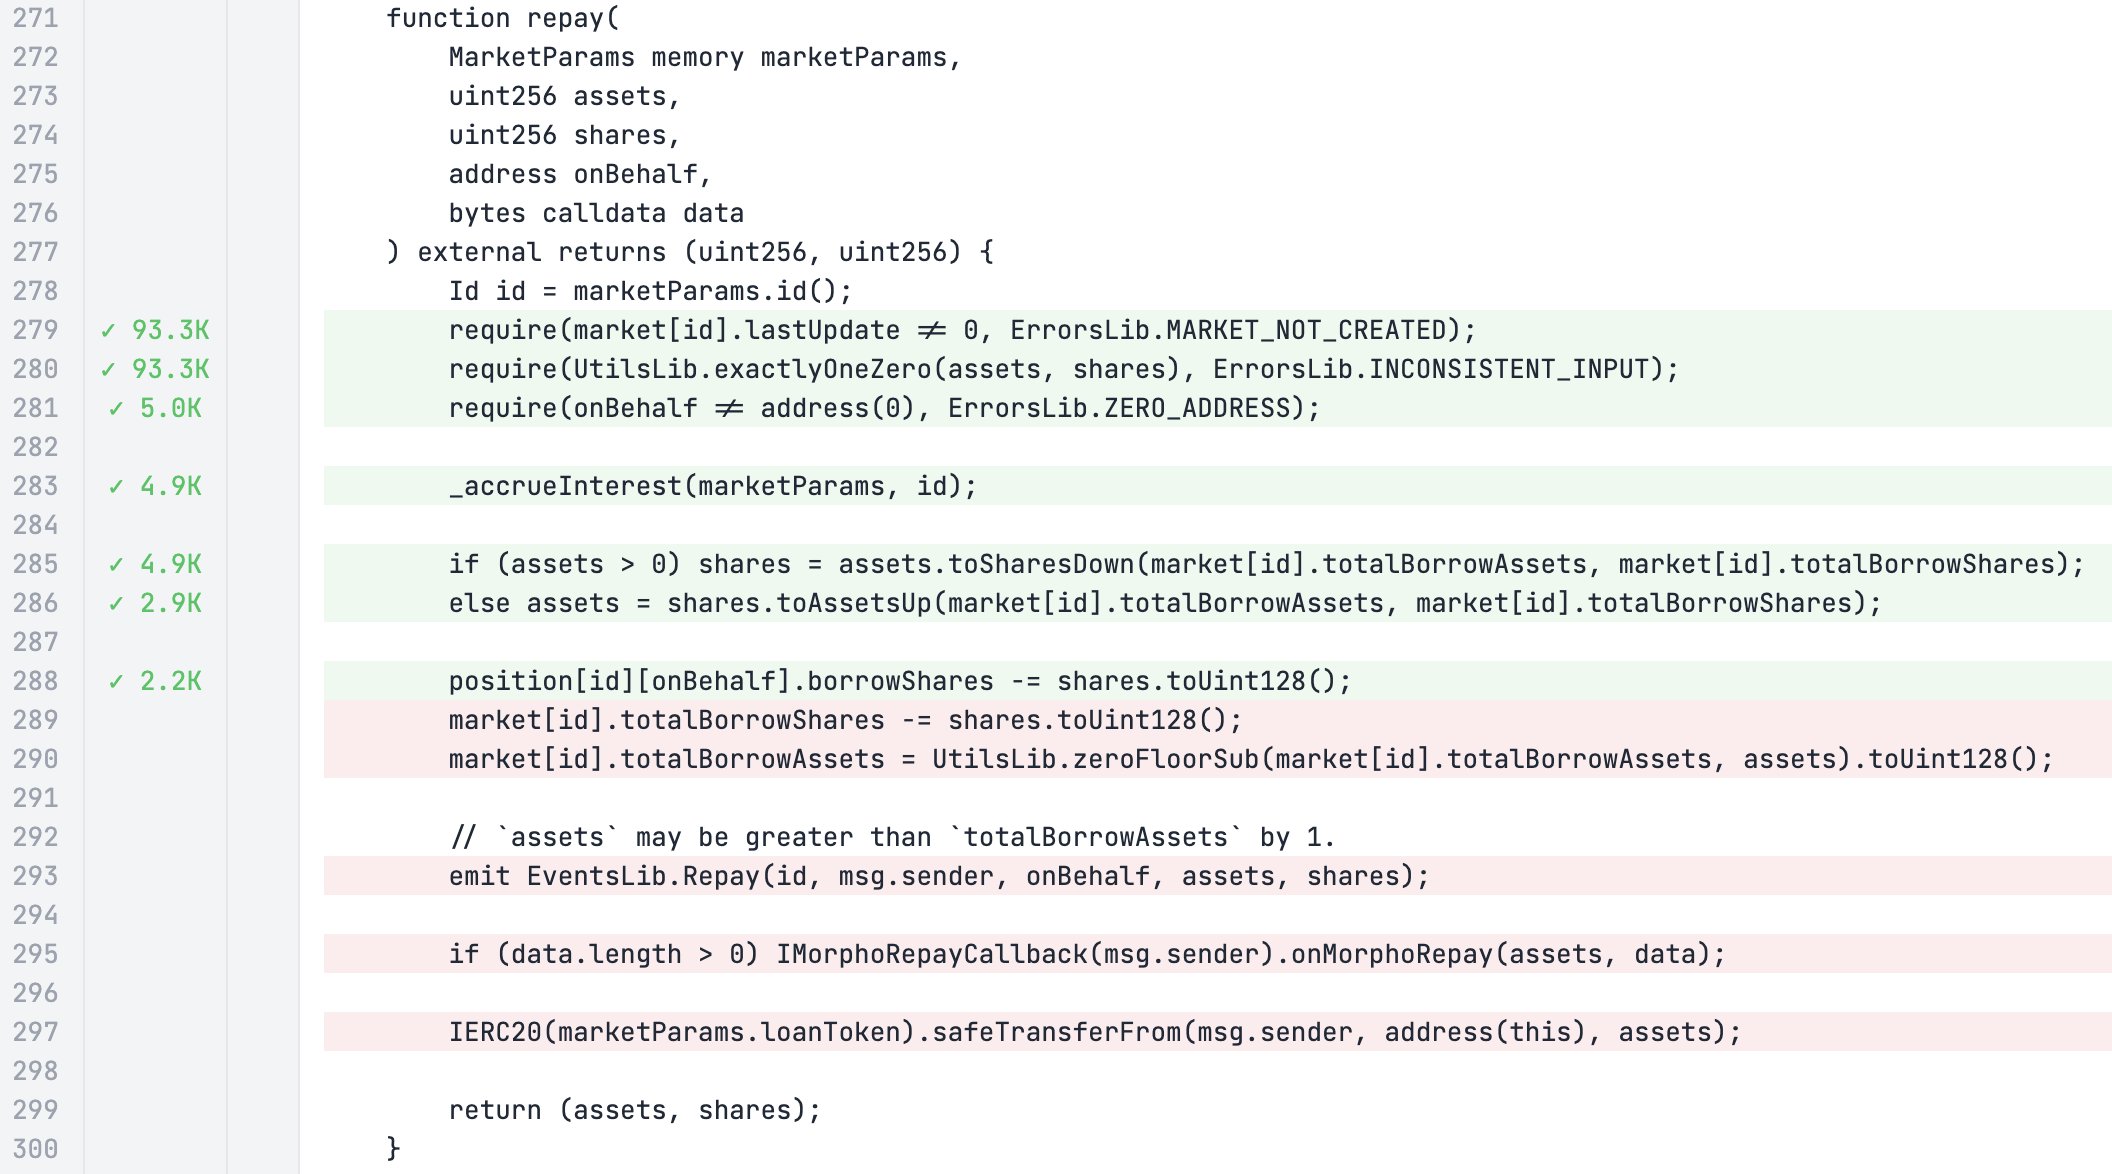 271 function repay(
272 MarketParams memory marketParams,
273 uint256 assets,
274 uint256 shares,
275 address onBehalf,
276 bytes calldata data
277 ) external returns (uint256, uint256) {
278 Id id = marketParams.id();
279 ✓ 93.3K require(market[id].lastUpdate != 0, ErrorsLib.MARKET_NOT_CREATED);
280 ✓ 93.3K require(UtilsLib.exactlyOneZero(assets, shares), ErrorsLib.INCONSISTENT_INPUT);
281 ✓ 5.0K require(onBehalf != address(0), ErrorsLib.ZERO_ADDRESS);
282
283 ✓ 4.9K _accrueInterest(marketParams, id);
284
285 ✓ 4.9K if (assets > 0) shares = assets.toSharesDown(market[id].totalBorrowAssets, market[id].totalBorrowShares);
286 ✓ 2.9K else assets = shares.toAssetsUp(market[id].totalBorrowAssets, market[id].totalBorrowShares);
287
288 ✓ 2.2K position[id][onBehalf].borrowShares -= shares.toUint128();
289 market[id].totalBorrowShares -= shares.toUint128();
290 market[id].totalBorrowAssets = UtilsLib.zeroFloorSub(market[id].totalBorrowAssets, assets).toUint128();
291
292 // `assets` may be greater than `totalBorrowAssets` by 1.
293 emit EventsLib.Repay(id, msg.sender, onBehalf, assets, shares);
294
295 if (data.length > 0) IMorphoRepayCallback(msg.sender).onMorphoRepay(assets, data);
296
297 IERC20(marketParams.loanToken).safeTransferFrom(msg.sender, address(this), assets);
298
299 return (assets, shares);
300 }